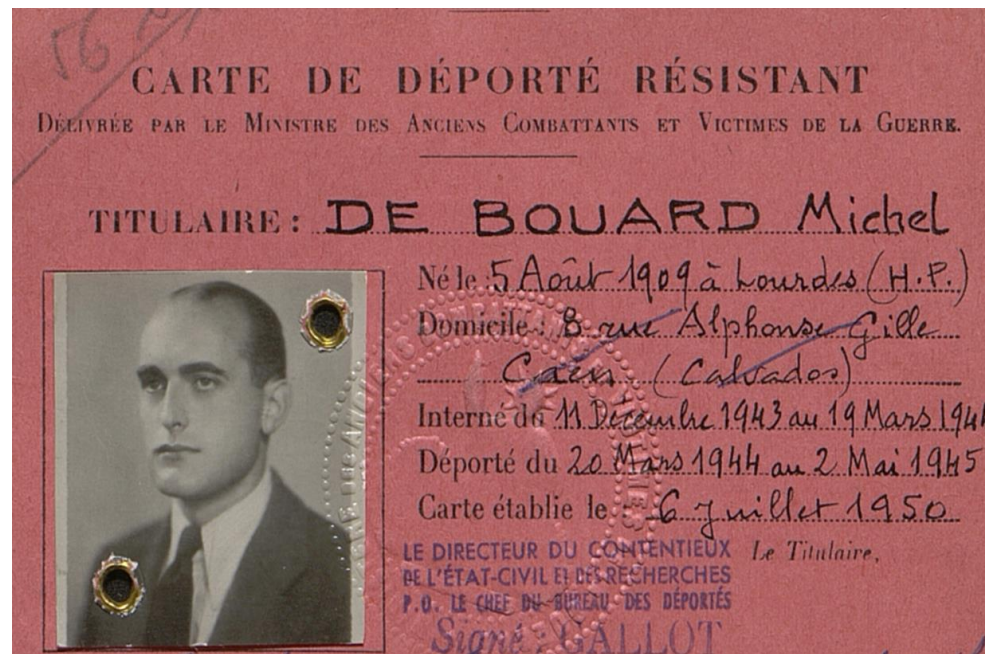 56
CARTE DE DÉPORTÉ RÉSISTANT
DÉLIVRÉE PAR LE MINISTRE DES ANCIENS COMBATTANTS ET VICTIMES DE LA GUERRE.
TITULAIRE : DE BOUARD Michel
Né le 5 Août 1909 à Lourdes (H.P.)
Domicile : 8 rue Alphonse Gille
Caen (Calvados)
Interné du 11 Décembre 1943 au 19 Mars 194
Déporté du 20 Mars 1944 au 2 Mai 1945
Carte établie le : 6 Juillet 1950
LE DIRECTEUR DU CONTENTIEUX
DE L'ÉTAT-CIVIL ET DES RECHERCHES
P.O. LE CHEF DU BUREAU DES DÉPORTÉS
Signé : GALLOT
Le Titulaire,